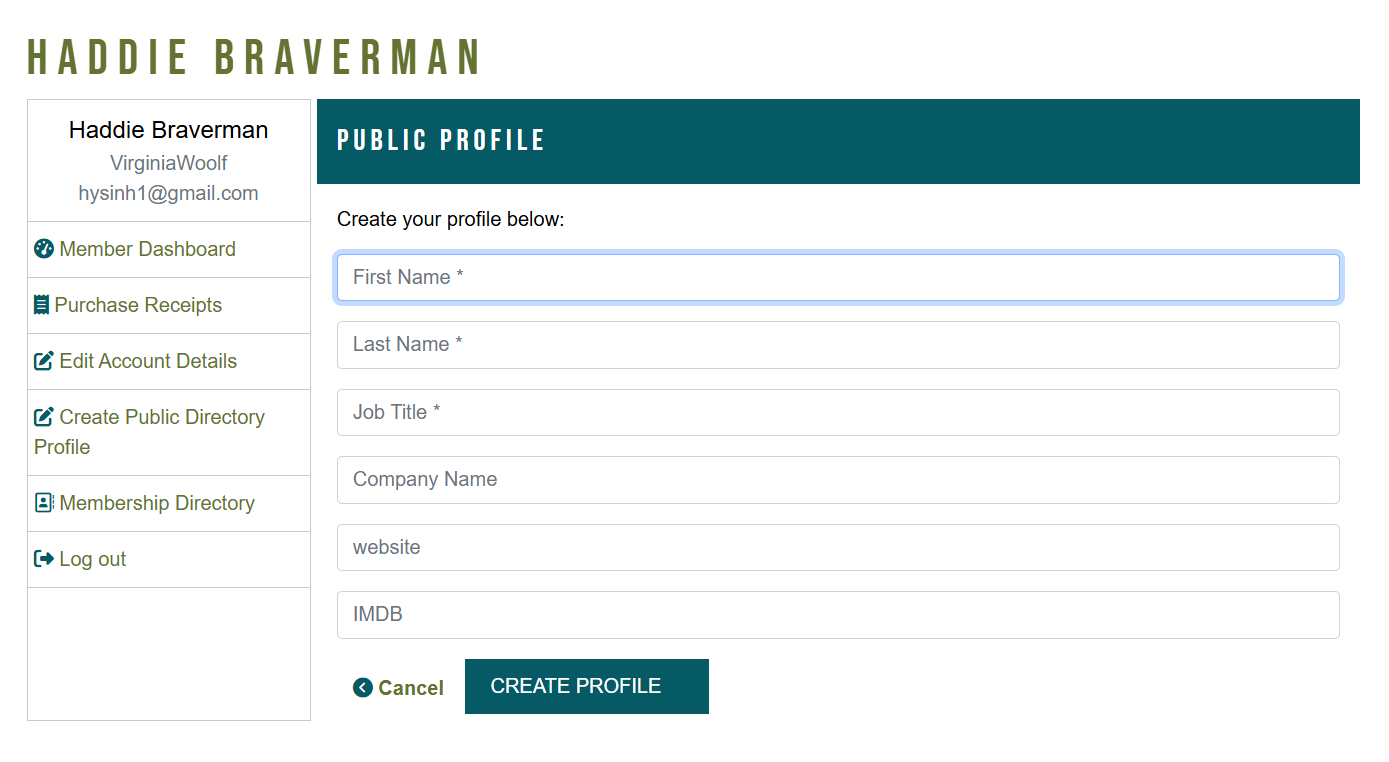 HADDIE BRAVERMAN
Haddie Braverman
VirginiaWoolf
hysinh1@gmail.com
Member Dashboard
Purchase Receipts
Edit Account Details
Create Public Directory
Profile
Membership Directory
Log out
PUBLIC PROFILE
Create your profile below:
First Name *
Last Name *
Job Title *
Company Name
website
IMDB
Cancel
CREATE PROFILE